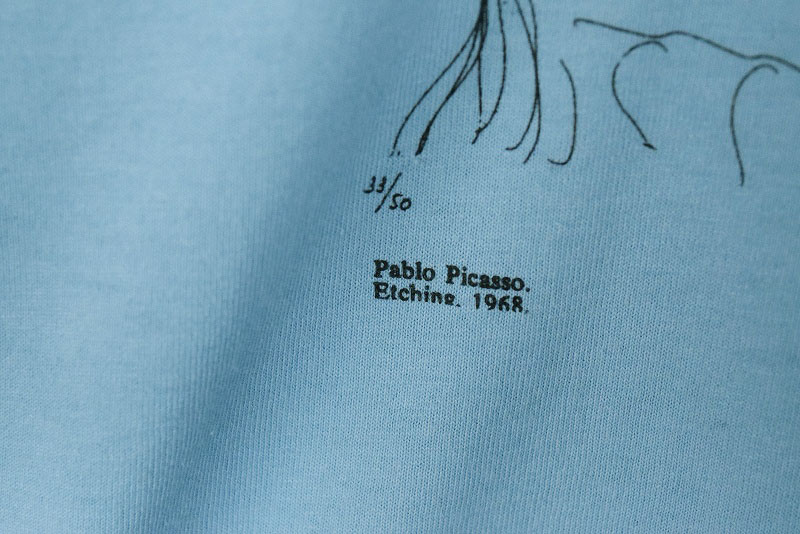 33/50
Pablo Picasso.
Etching. 1968.